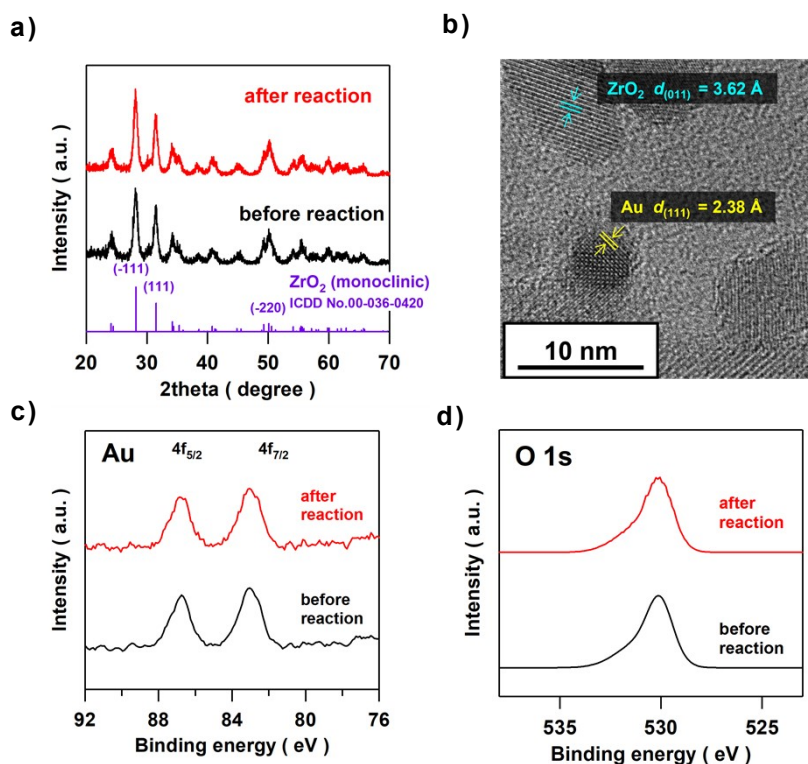 a)
after reaction
before reaction
(-111)
(111)
(-220)
ZrO2 (monoclinic)
ICDD No.00-036-0420
Intensity ( a.u. )
20 30 40 50 60 70
2theta ( degree )
b)
ZrO2 d(011) = 3.62 Å
Au d(111) = 2.38 Å
10 nm
c)
Au
4f5/2
4f7/2
after
reaction
before
reaction
Intensity ( a.u. )
92 88 84 80 76
Binding energy ( eV )
d)
O 1s
after
reaction
before
reaction
Intensity ( a.u. )
535 530 525
Binding energy ( eV )